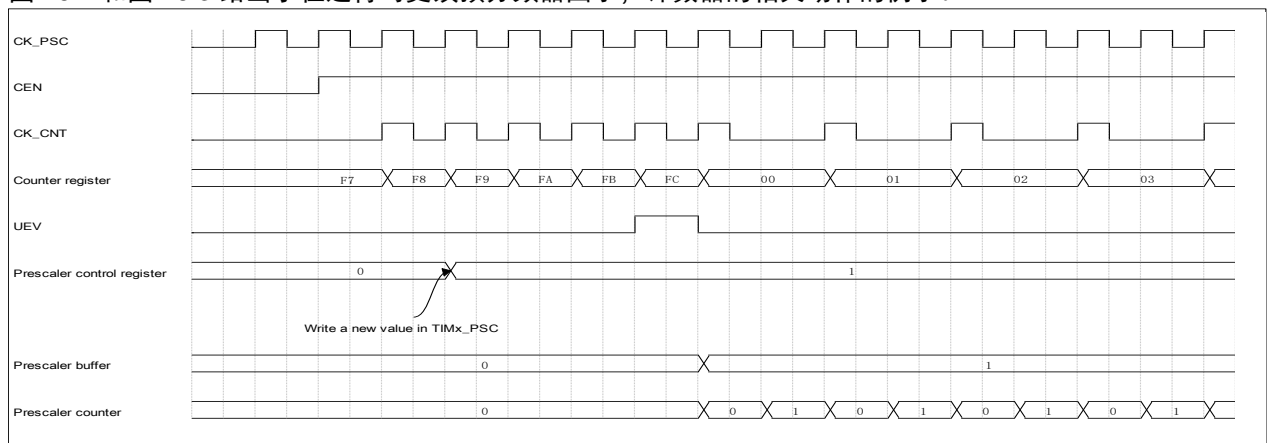 CK_PSC
CEN
CK_CNT
Counter register F7 F8 F9 FA FB FC 00 01 02 03
UEV
Prescaler control register 0 1
Write a new value in TIMx_PSC
Prescaler buffer 0 1
Prescaler counter 0 0 1 0 1 0 1 0 1